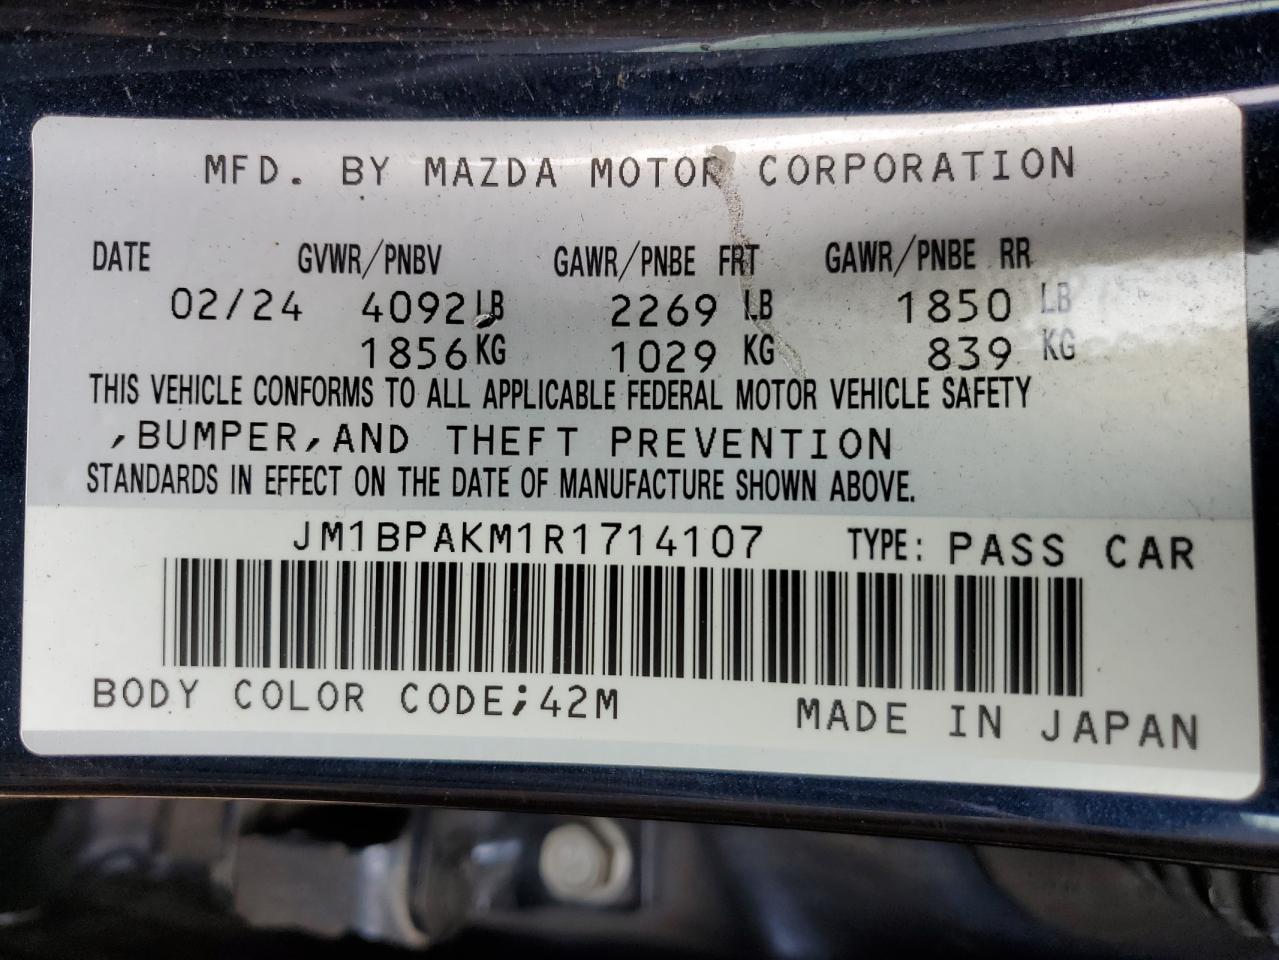 MFD. BY MAZDA MOTOR CORPORATION
DATE GVWR/PNBV GAWR/PNBE FRT GAWR/PNBE RR
02/24 4092 LB 2269 LB 1850 LB
1856 KG 1029 KG 839 KG
THIS VEHICLE CONFORMS TO ALL APPLICABLE FEDERAL MOTOR VEHICLE SAFETY
,BUMPER,AND THEFT PREVENTION
STANDARDS IN EFFECT ON THE DATE OF MANUFACTURE SHOWN ABOVE.
JM1BPAKM1R1714107 TYPE: PASS CAR
BODY COLOR CODE;42M MADE IN JAPAN